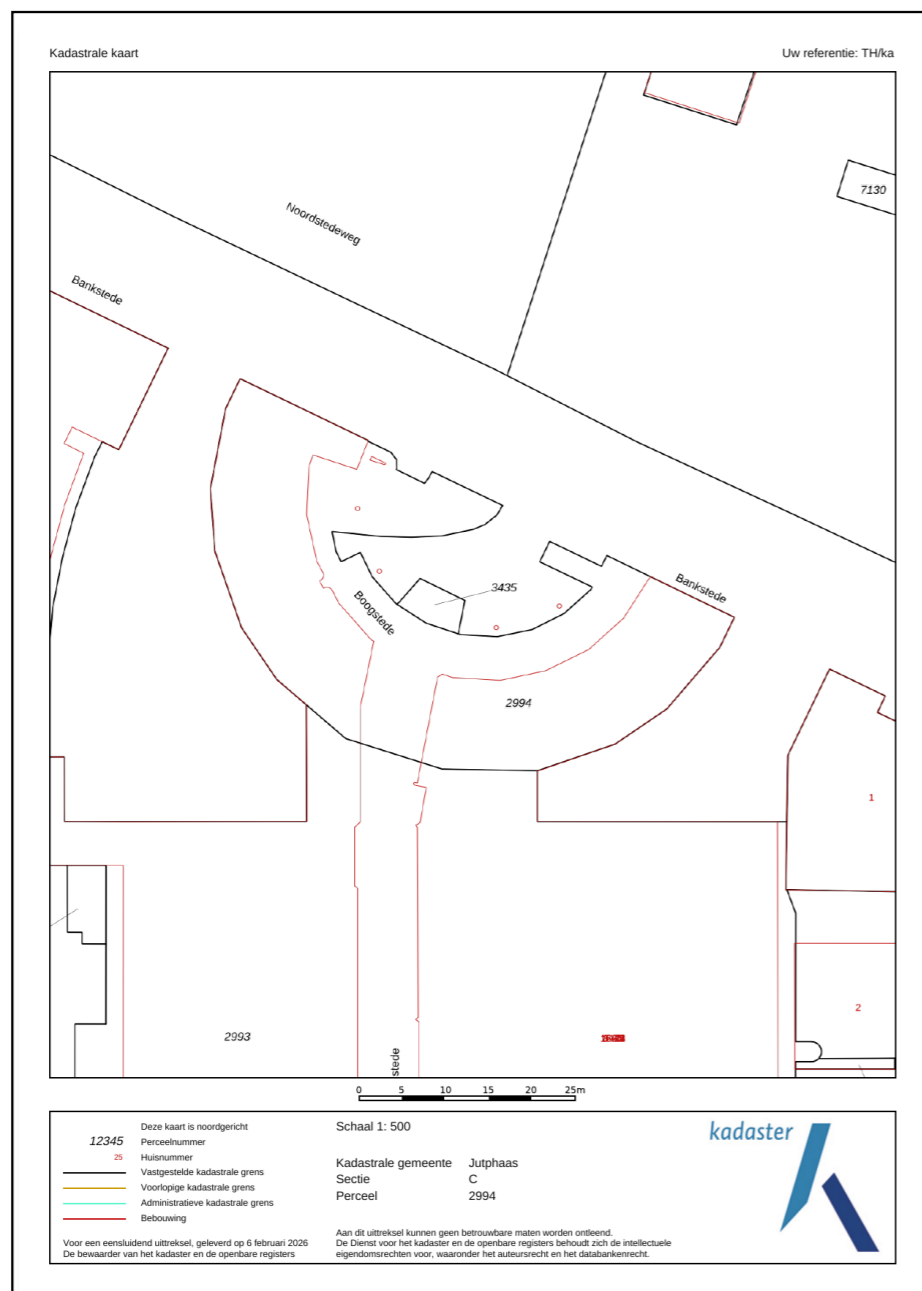 Kadastrale kaart
Uw referentie: TH/ka
7130
Noordstedeweg
Bankstede
3435
Bankstede
Boogstede
2994
1
2
2993
stede
0 5 10 15 20 25m
Deze kaart is noordgericht
12345 Perceelnummer
25 Huisnummer
Vastgestelde kadastrale grens
Voorlopige kadastrale grens
Administratieve kadastrale grens
Bebouwing
Voor een eensluidend uittreksel, geleverd op 6 februari 2026
De bewaarder van het kadaster en de openbare registers
Schaal 1: 500
Kadastrale gemeente Jutphaas
Sectie C
Perceel 2994
Aan dit uittreksel kunnen geen betrouwbare maten worden ontleend.
De Dienst voor het kadaster en de openbare registers behoudt zich de intellectuele
eigendomsrechten voor, waaronder het auteursrecht en het databankenrecht.
kadaster